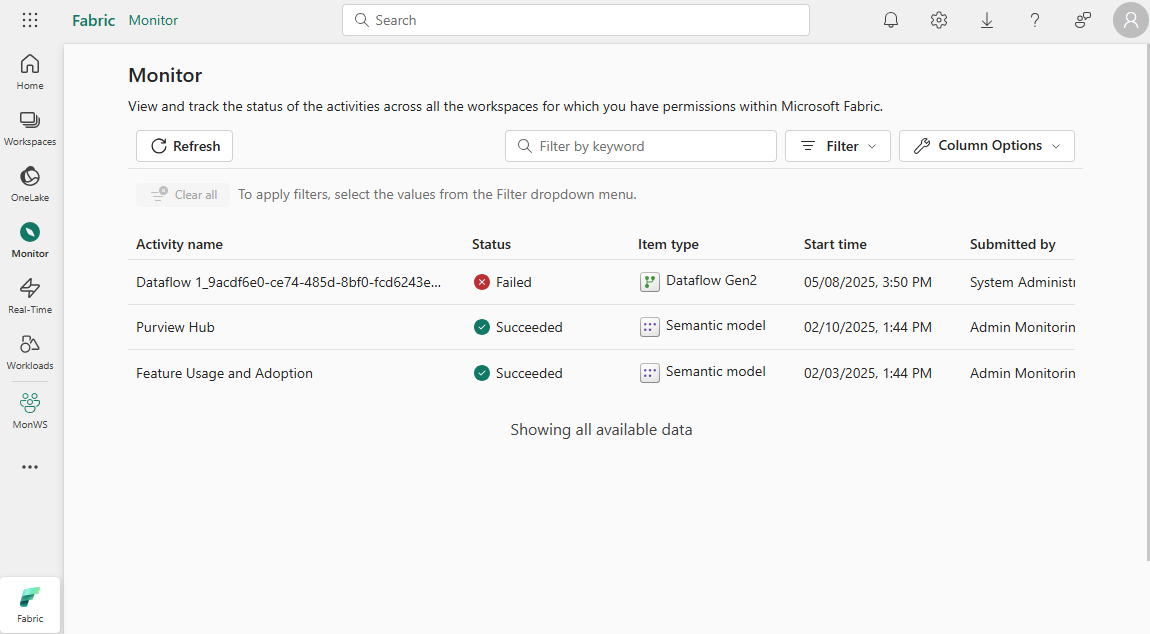 Fabric Monitor Search
Home
Workspaces
OneLake
Monitor
Real-Time
Workloads
MonWS
Fabric
Monitor
View and track the status of the activities across all the workspaces for which you have permissions within Microsoft Fabric.
Refresh Filter by keyword Filter Column Options
Clear all To apply filters, select the values from the Filter dropdown menu.
Activity name Status Item type Start time Submitted by
Dataflow 1_9acdf6e0-ce74-485d-8bf0-fcd6243e... Failed Dataflow Gen2 05/08/2025, 3:50 PM System Administr
Purview Hub Succeeded Semantic model 02/10/2025, 1:44 PM Admin Monitorin
Feature Usage and Adoption Succeeded Semantic model 02/03/2025, 1:44 PM Admin Monitorin
Showing all available data